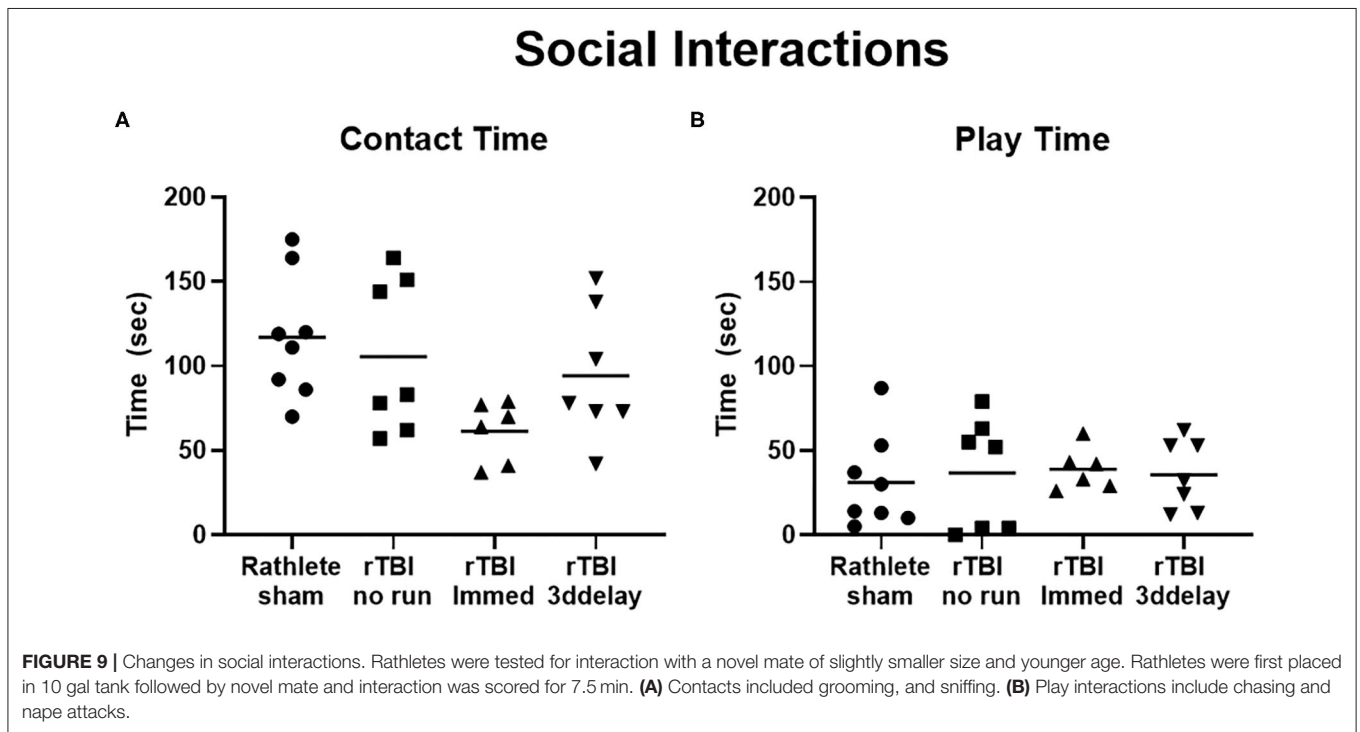 Social Interactions
A
Contact Time
200
150
100
50
0
Time (sec)
Rathlete
sham
rTBI
no run
rTBI
Immed
rTBI
3ddelay
B
Play Time
200
150
100
50
0
Time (sec)
Rathlete
sham
rTBI
no run
rTBI
Immed
rTBI
3ddelay
FIGURE 9 | Changes in social interactions. Rathletes were tested for interaction with a novel mate of slightly smaller size and younger age. Rathletes were first placed
in 10 gal tank followed by novel mate and interaction was scored for 7.5 min. (A) Contacts included grooming, and sniffing. (B) Play interactions include chasing and
nape attacks.